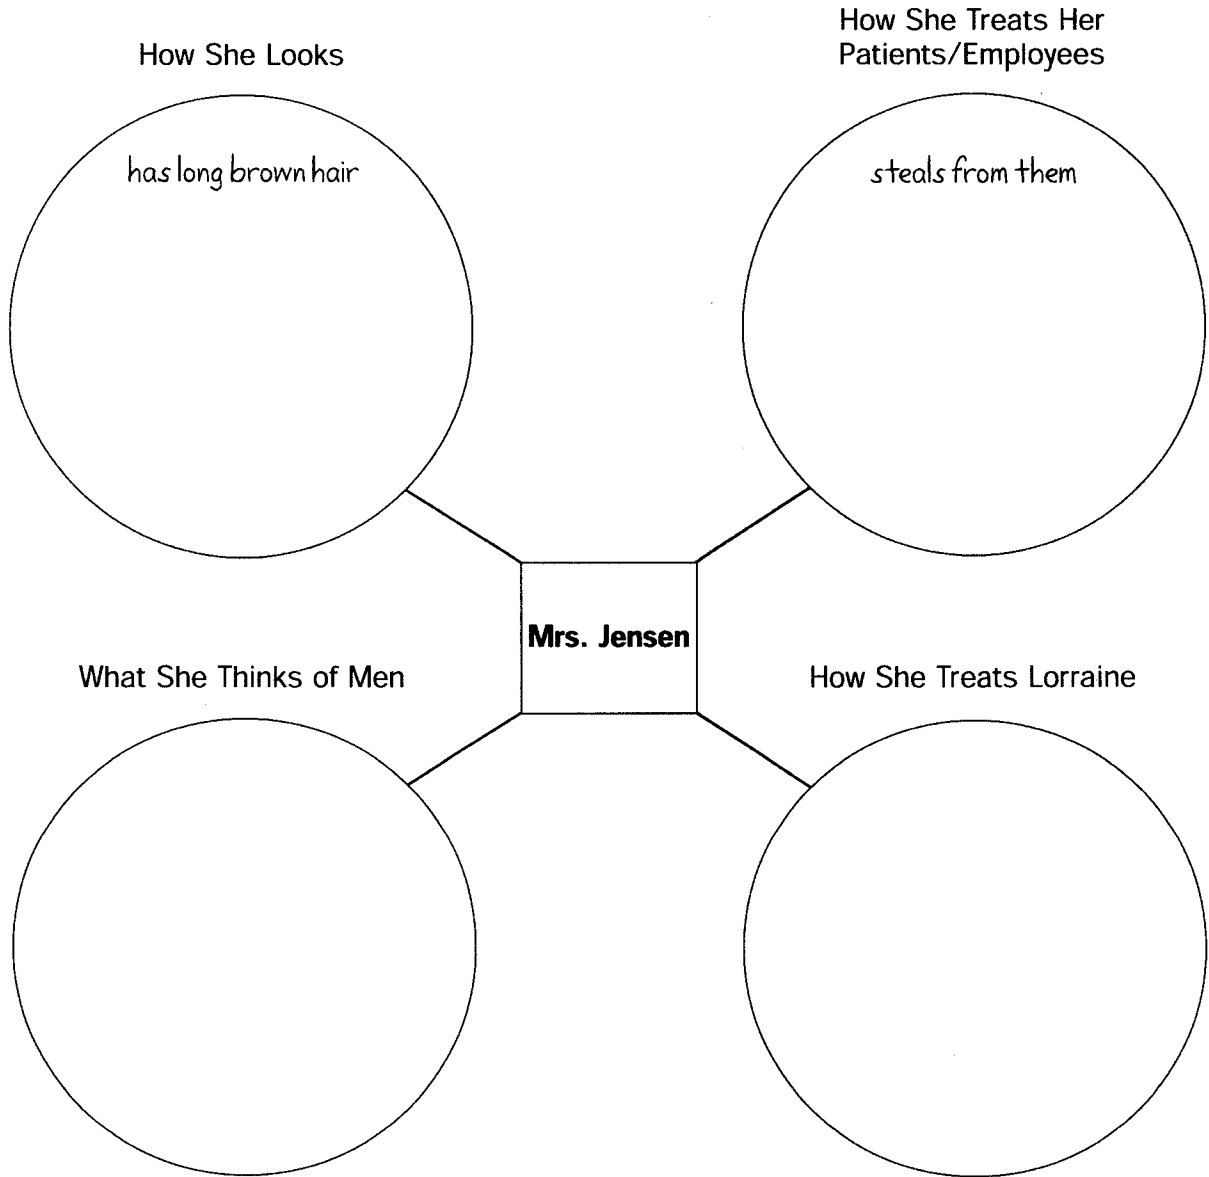 How She Looks
has long brown hair
How She Treats Her
Patients/Employees
steals from them
Mrs. Jensen
What She Thinks of Men
How She Treats Lorraine